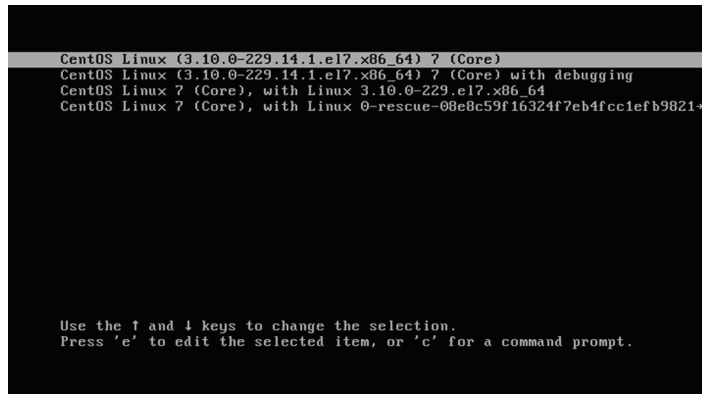 CentOS Linux (3.10.0-229.14.1.el7.x86_64) 7 (Core)
CentOS Linux (3.10.0-229.14.1.el7.x86_64) 7 (Core) with debugging
CentOS Linux 7 (Core), with Linux 3.10.0-229.el7.x86_64
CentOS Linux 7 (Core), with Linux 0-rescue-08e8c59f16324f7eb4fcc1efb9821→
Use the ↑ and ↓ keys to change the selection.
Press 'e' to edit the selected item, or 'c' for a command prompt.